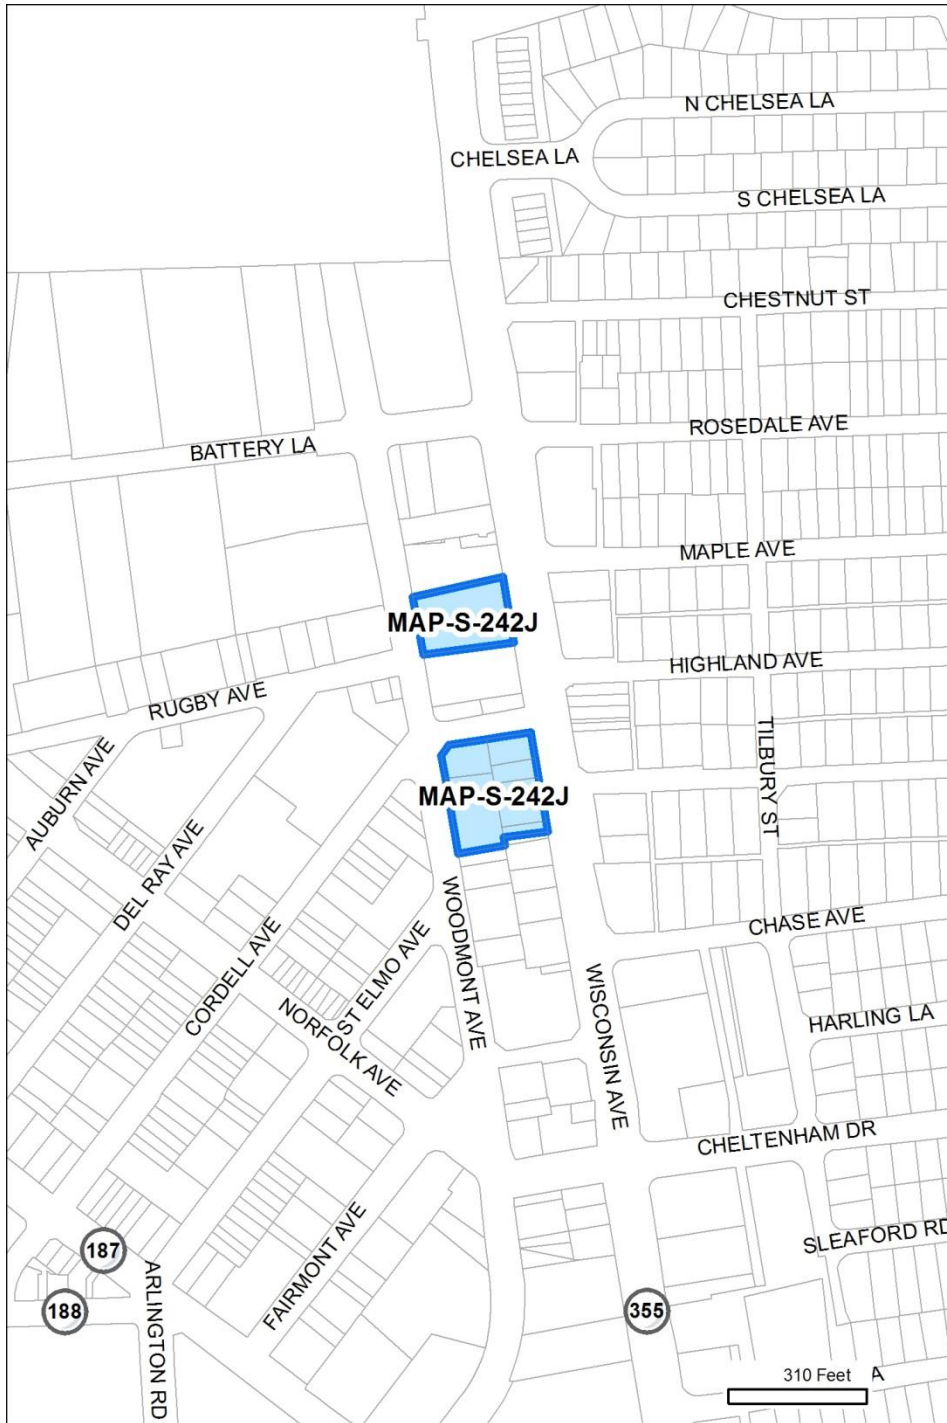 N CHELSEA LA
CHELSEA LA
S CHELSEA LA
CHESTNUT ST
ROSEDALE AVE
BATTERY LA
MAPLE AVE
MAP-S-242J
HIGHLAND AVE
RUGBY AVE
TILBURY ST
AUBURN AVE
MAP-S-242J
DEL RAY AVE
WOODMONT AVE
CHASE AVE
CORDELL AVE
ST ELMO AVE
WISCONSIN AVE
NORFOLK AVE
HARLING LA
CHELTENHAM DR
SLEAFORD RD
187
FAIRMONT AVE
ARLINGTON RD
188
355
310 Feet
A